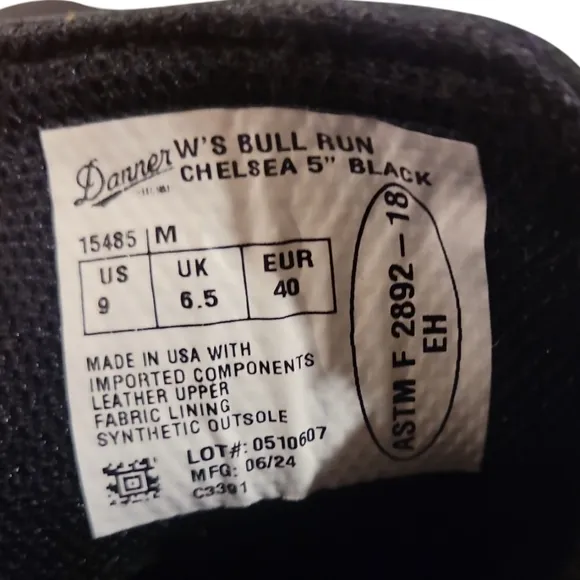 Danner
W'S BULL RUN
CHELSEA 5" BLACK
15485 M
US UK EUR
9 6.5 40
MADE IN USA WITH
IMPORTED COMPONENTS
LEATHER UPPER
FABRIC LINING
SYNTHETIC OUTSOLE
LOT#: 0510607
MFG: 06/24
C3391
ASTM F 2892-18
EH